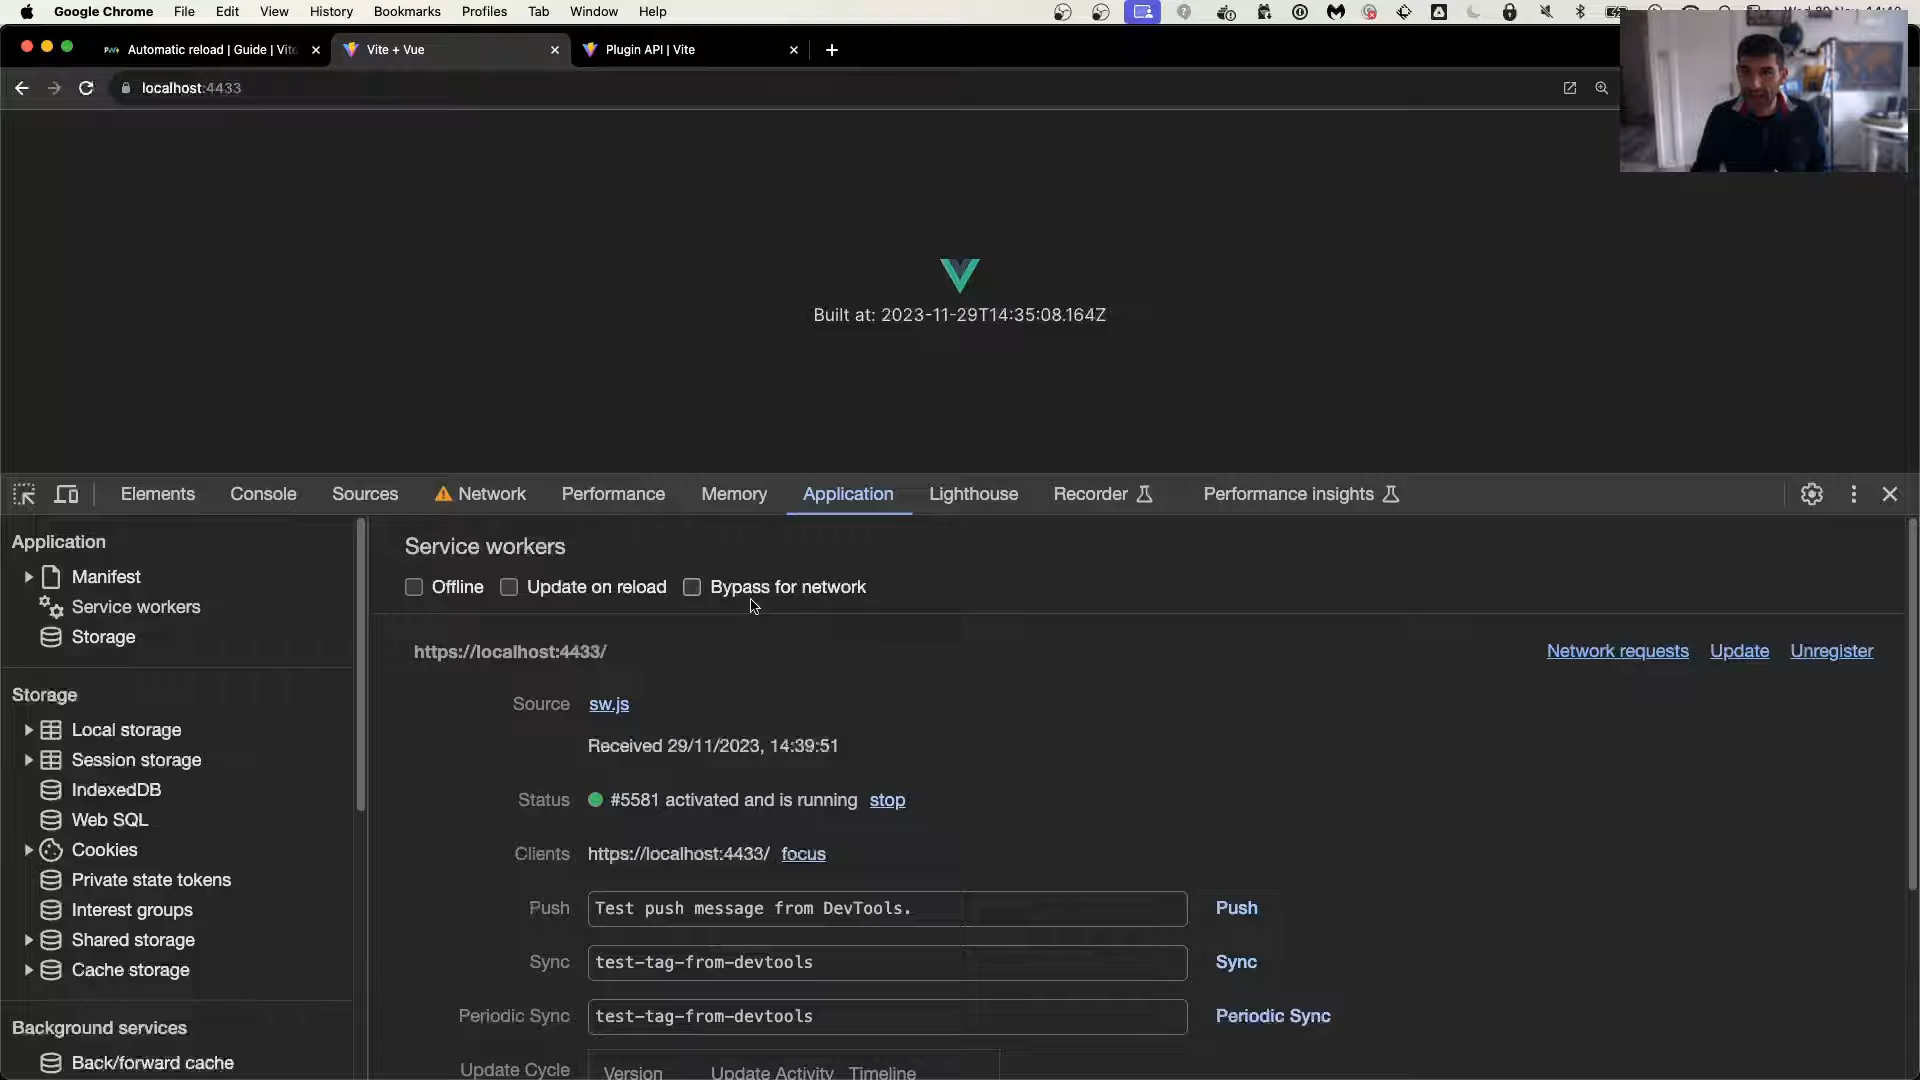 Google Chrome File Edit View History Bookmarks Profiles Tab Window Help
Automatic reload | Guide | Vite
Vite + Vue
Plugin API | Vite
localhost:4433
Built at: 2023-11-29T14:35:08.164Z
Elements Console Sources Network Performance Memory Application Lighthouse Recorder Performance insights
Application
Manifest
Service workers
Storage
Storage
Local storage
Session storage
IndexedDB
Web SQL
Cookies
Private state tokens
Interest groups
Shared storage
Cache storage
Background services
Back/forward cache
Service workers
Offline Update on reload Bypass for network
https://localhost:4433/ Network requests Update Unregister
Source sw.js
Received 29/11/2023, 14:39:51
Status #5581 activated and is running stop
Clients https://localhost:4433/ focus
Push Test push message from DevTools. Push
Sync test-tag-from-devtools Sync
Periodic Sync test-tag-from-devtools Periodic Sync
Update Cycle Version Update Activity Timeline